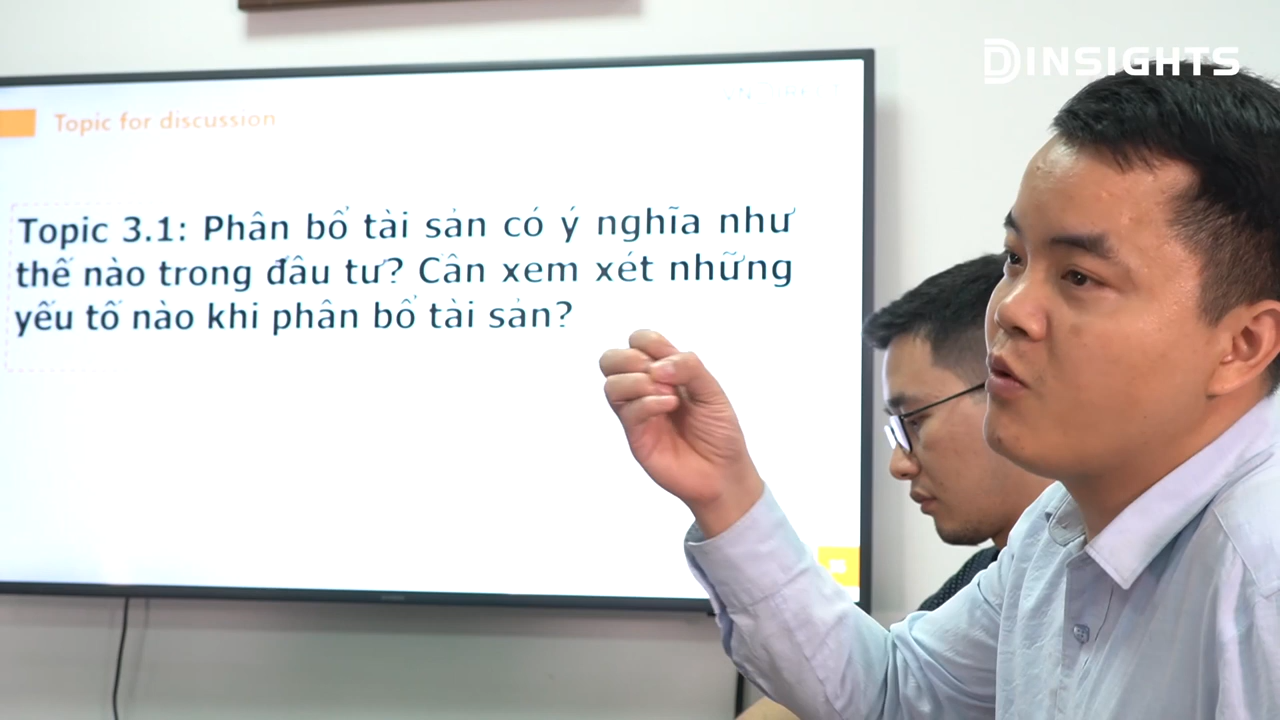 DINSIGHTS
Topic for discussion
Topic 3.1: Phân bổ tài sản có ý nghĩa như
thế nào trong đầu tư? Cần xem xét những
yếu tố nào khi phân bổ tài sản?